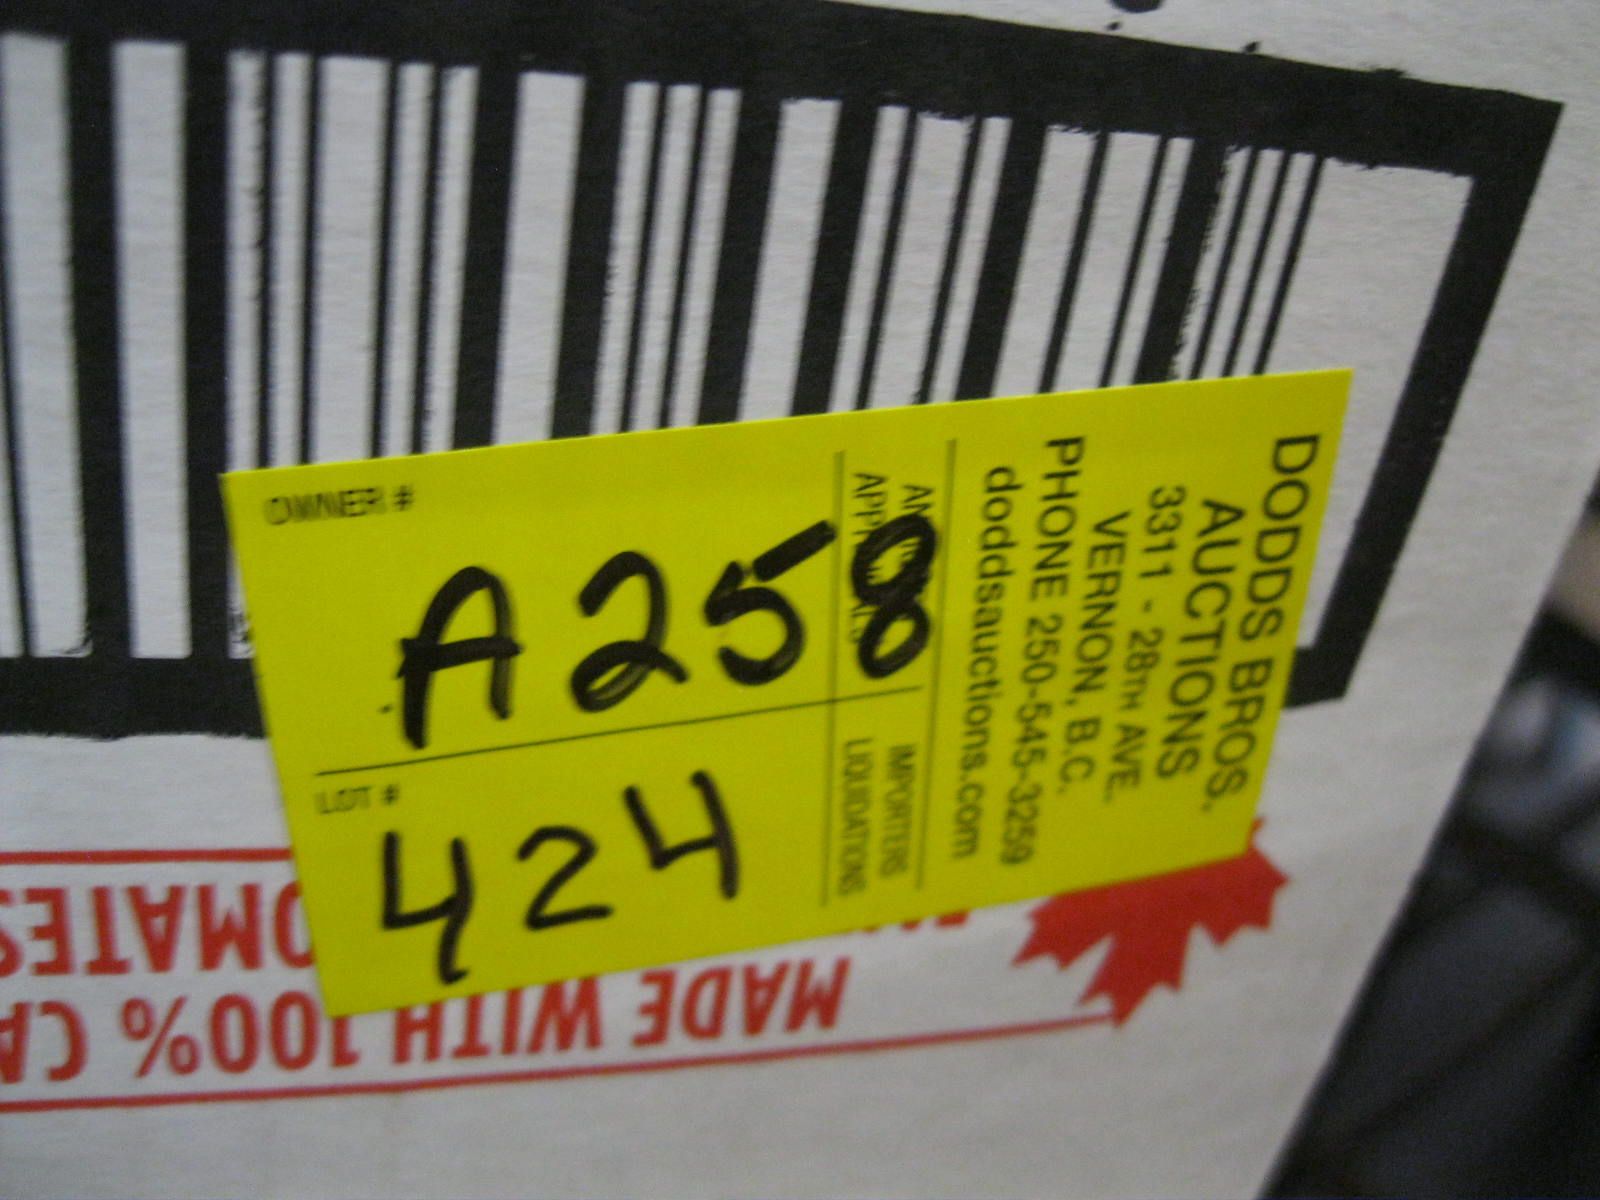 OWNER #
A258
LOT #
424
DODDS BROS.
AUCTIONS
3311 - 28TH AVE.
VERNON, B.C.
PHONE 250-545-3259
doddsauctions.com
IMPORTERS
LIQUIDATIONS
MADE WITH 100% CA
OMATES